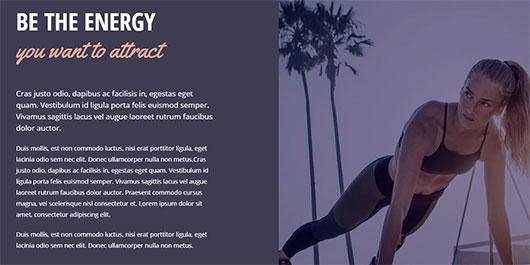 BE THE ENERGY
you want to attract
Cras justo odio, dapibus ac facilisis in, egestas eget
quam. Vestibulum id ligula porta felis euismod semper.
Vivamus sagittis lacus vel augue laoreet rutrum faucibus
dolor auctor.
Duis mollis, est non commodo luctus, nisi erat porttitor ligula, eget
lacinia odio sem nec elit. Donec ullamcorper nulla non metus.Cras
justo odio, dapibus ac facilisis in, egestas eget quam. Vestibulum id
ligula porta felis euismod semper. Vivamus sagittis lacus vel augue
laoreet rutrum faucibus dolor auctor. Praesent commodo cursus
magna, vel scelerisque nisl consectetur et. Lorem ipsum dolor sit
amet, consectetur adipiscing elit.
Duis mollis, est non commodo luctus, nisi erat porttitor ligula, eget
lacinia odio sem nec elit. Donec ullamcorper nulla non metus.